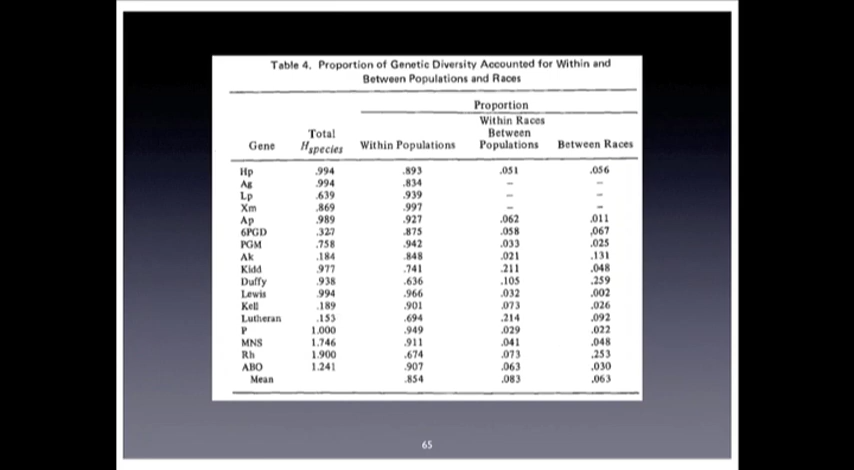 Table 4. Proportion of Genetic Diversity Accounted for Within and
Between Populations and Races
Proportion
Within Races
Total Between
Gene Hspecies Within Populations Populations Between Races
Hp .994 .893 .051 .056
Ag .994 .834 – –
Lp .639 .939 – –
Xm .869 .997 – –
Ap .989 .927 .062 .011
6PGD .327 .875 .058 .067
PGM .758 .942 .033 .025
Ak .184 .848 .021 .131
Kidd .977 .741 .211 .048
Duffy .938 .636 .105 .259
Lewis .994 .966 .032 .002
Kell .189 .901 .073 .026
Lutheran .153 .694 .214 .092
P 1.000 .949 .029 .022
MNS 1.746 .911 .041 .048
Rh 1.900 .674 .073 .253
ABO 1.241 .907 .063 .030
Mean .854 .083 .063
65